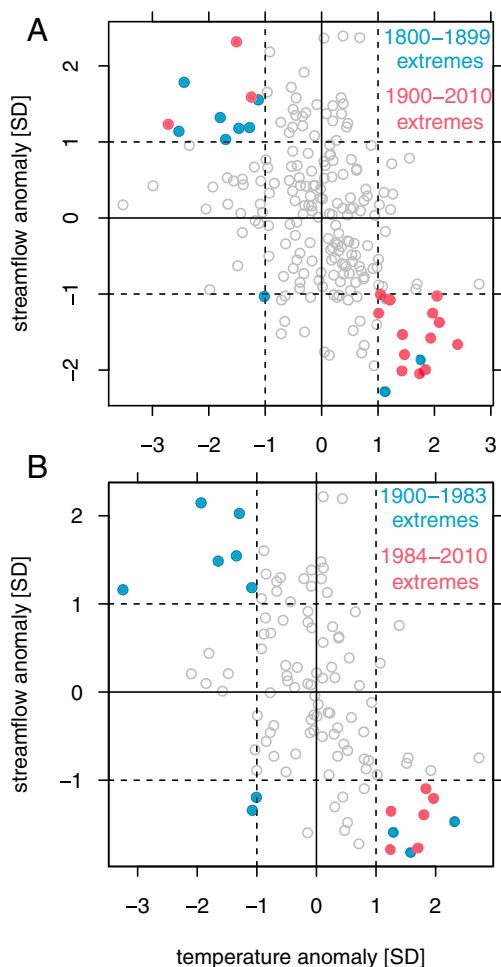 A
1800−1899
extremes
1900−2010
extremes
streamflow anomaly [SD]
2
1
0
−1
−2
−3 −2 −1 0 1 2 3
B
1900−1983
extremes
1984−2010
extremes
streamflow anomaly [SD]
2
1
0
−1
−3 −2 −1 0 1 2
temperature anomaly [SD]